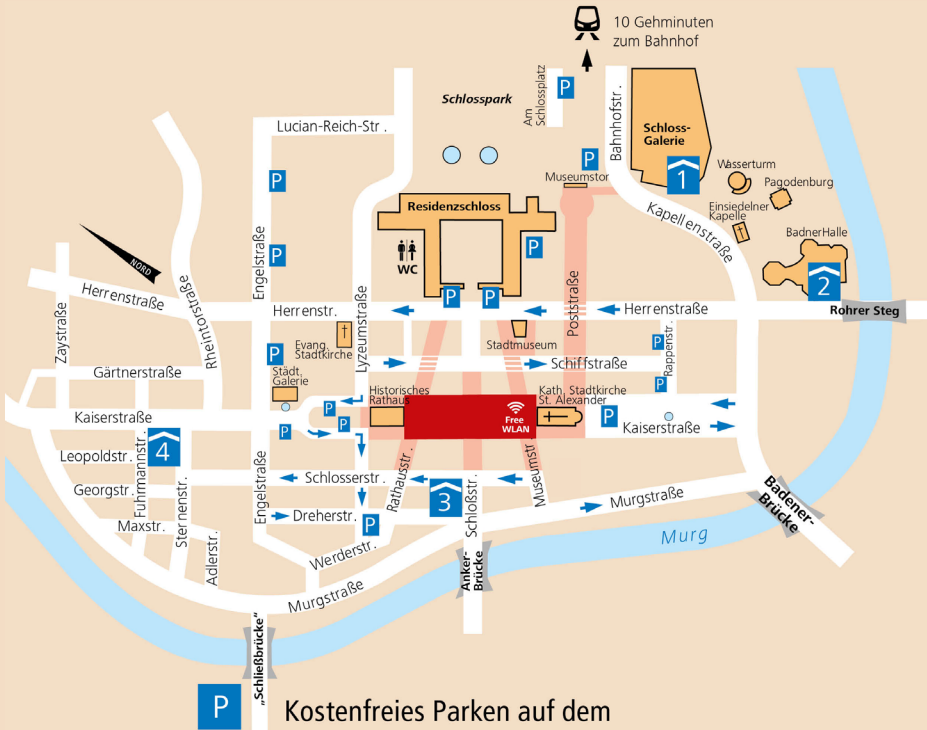 10 Gehminuten
zum Bahnhof
Am
Schlossplatz
P
Bahnhofstr.
Schlosspark
Schloss-
Galerie
Lucian-Reich-Str.
P
Museumstor
1
Wasserturm
Pagodenburg
P
Residenzschloss
Einsiedelner
Kapelle
Kapellenstraße
BadnerHalle
NORD
P
Engelstraße
WC
P
2
Herrenstraße
Rheintorstraße
P
P
Poststraße
Herrenstr.
Herrenstraße
Rohrer Steg
Zaystraße
Lyzeumstraße
Evang.
Stadtkirche
P
Stadtmuseum
P
Rappenstr.
Gärtnerstraße
Städt.
Galerie
Schiffstraße
P
Historisches
Rathaus
Kath. Stadtkirche
St. Alexander
Kaiserstraße
P
P
P
Free
WLAN
P
Kaiserstraße
Leopoldstr.
Fuhrmannstr.
4
Georgstr.
Sternenstr.
Engelstraße
Schlosserstr.
Rathausstr.
3
Schloßstr.
Museumstr
Murgstraße
Badener-
Brücke
Maxstr.
Adlerstr.
Dreherstr.
P
Werderstr.
Murg
Anker-
Brücke
Murgstraße
„Schließbrücke“
P
Kostenfreies Parken auf dem